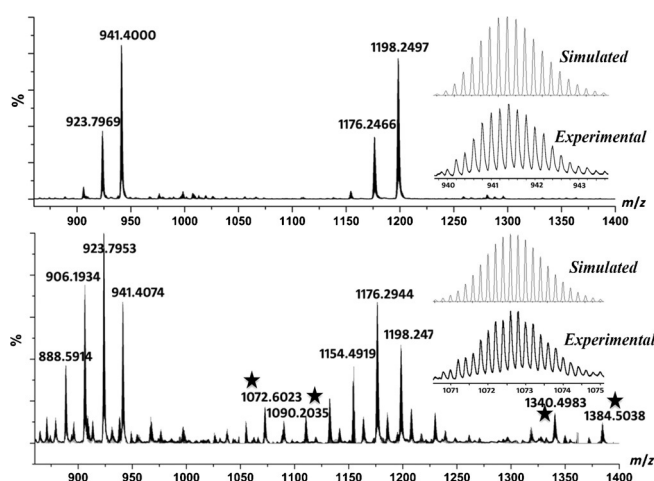 941.4000
1198.2497
Simulated
923.7969
1176.2466
Experimental
%
940 941 942 943
900 950 1000 1050 1100 1150 1200 1250 1300 1350 1400 m/z
923.7953
906.1934
1176.2944
Simulated
941.4074
1198.247
888.5914
1154.4919
Experimental
%
1072.6023
1090.2035
1071 1072 1073 1074 1075
1340.4983
1384.5038
900 950 1000 1050 1100 1150 1200 1250 1300 1350 1400 m/z